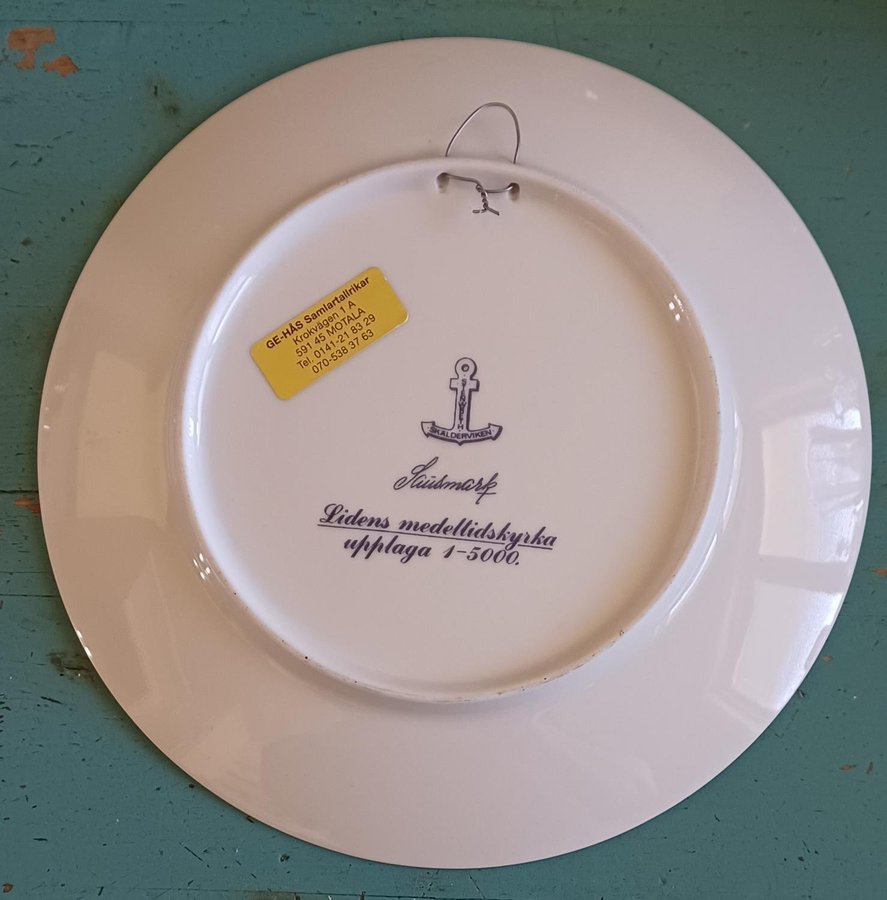 GE-HÅS Samlartallrikar
Krokvägen 1 A
591 45 MOTALA
Tel. 0141-21 83 29
070-538 37 63
SKÄLDERVIKEN
Lidens medeltidskyrka
upplaga 1-5000.